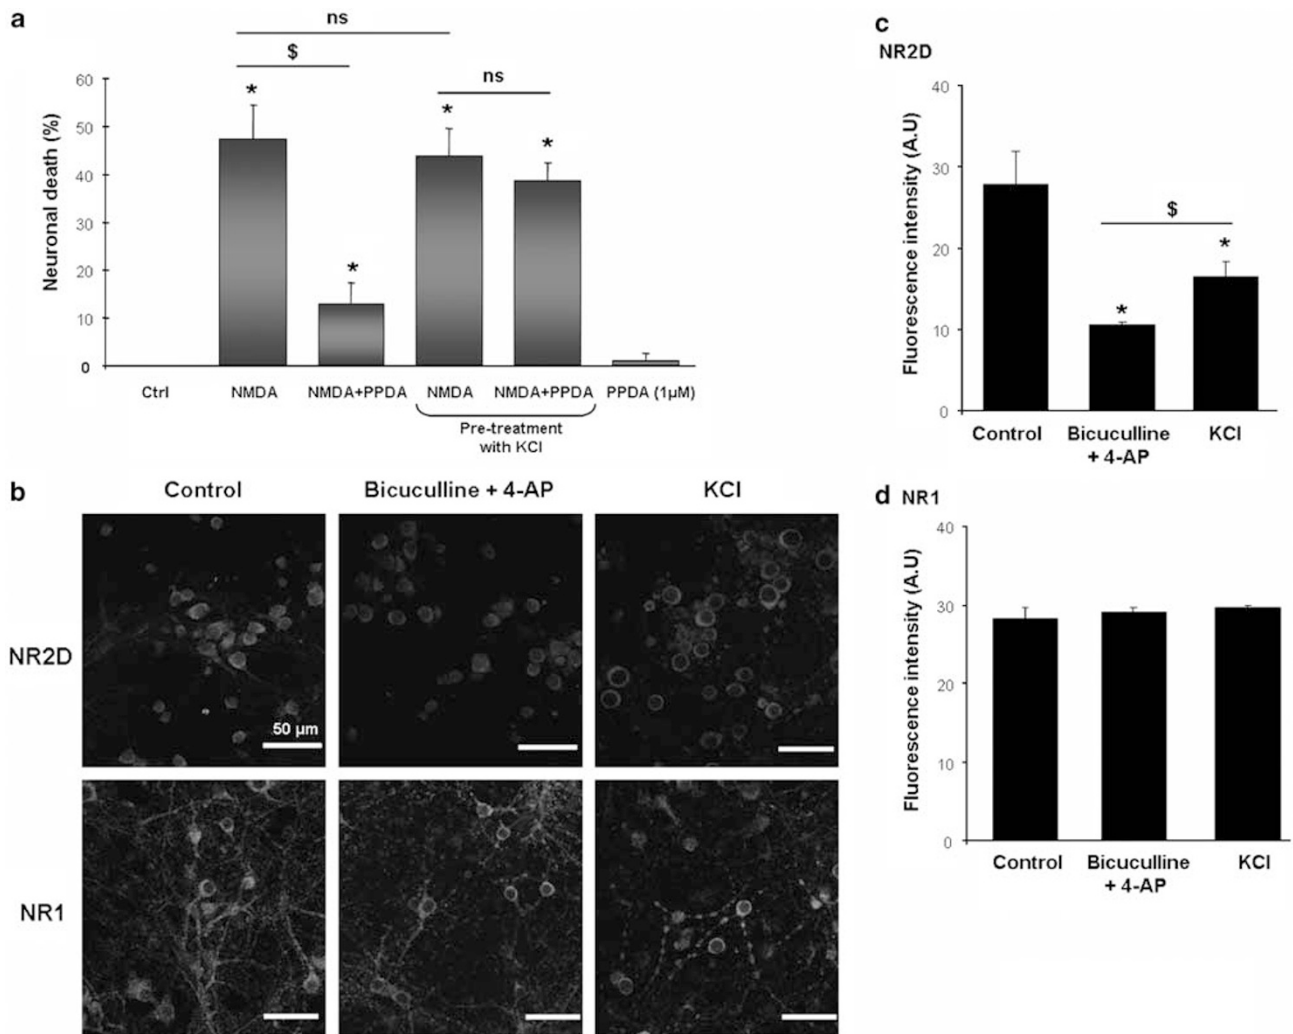 a
ns
$
ns
* * * *
Neuronal death (%)
60
50
40
30
20
10
0
Ctrl NMDA NMDA+PPDA NMDA NMDA+PPDA PPDA (1µM)
Pre-treatment
with KCl
b
Control Bicuculline + 4-AP KCl
NR2D
50 µm
NR1
c
NR2D
Fluorescence intensity (A.U)
40
30
20
10
0
$
* *
Control Bicuculline KCl
+ 4-AP
d NR1
Fluorescence intensity (A.U)
40
30
20
10
0
Control Bicuculline KCl
+ 4-AP